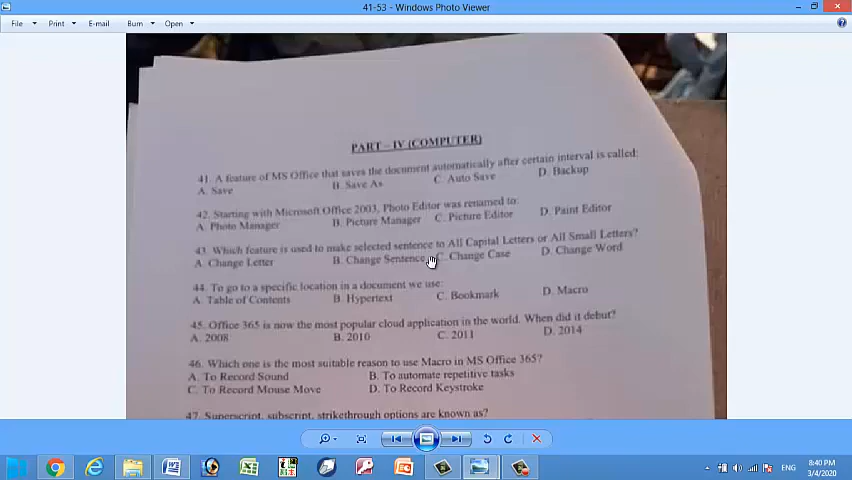 41-53 - Windows Photo Viewer
File Print E-mail Burn Open
PART – IV (COMPUTER)
41. A feature of MS Office that saves the document automatically after certain interval is called:
A. Save B. Save As C. Auto Save D. Backup
42. Starting with Microsoft Office 2003, Photo Editor was renamed to:
A. Photo Manager B. Picture Manager C. Picture Editor D. Paint Editor
43. Which feature is used to make selected sentence to All Capital Letters or All Small Letters?
A. Change Letter B. Change Sentence C. Change Case D. Change Word
44. To go to a specific location in a document we use:
A. Table of Contents B. Hypertext C. Bookmark D. Macro
45. Office 365 is now the most popular cloud application in the world. When did it debut?
A. 2008 B. 2010 C. 2011 D. 2014
46. Which one is the most suitable reason to use Macro in MS Office 365?
A. To Record Sound B. To automate repetitive tasks
C. To Record Mouse Move D. To Record Keystroke
47. Superscript, subscript, strikethrough options are known as?
ENG
8:40 PM
3/4/2020